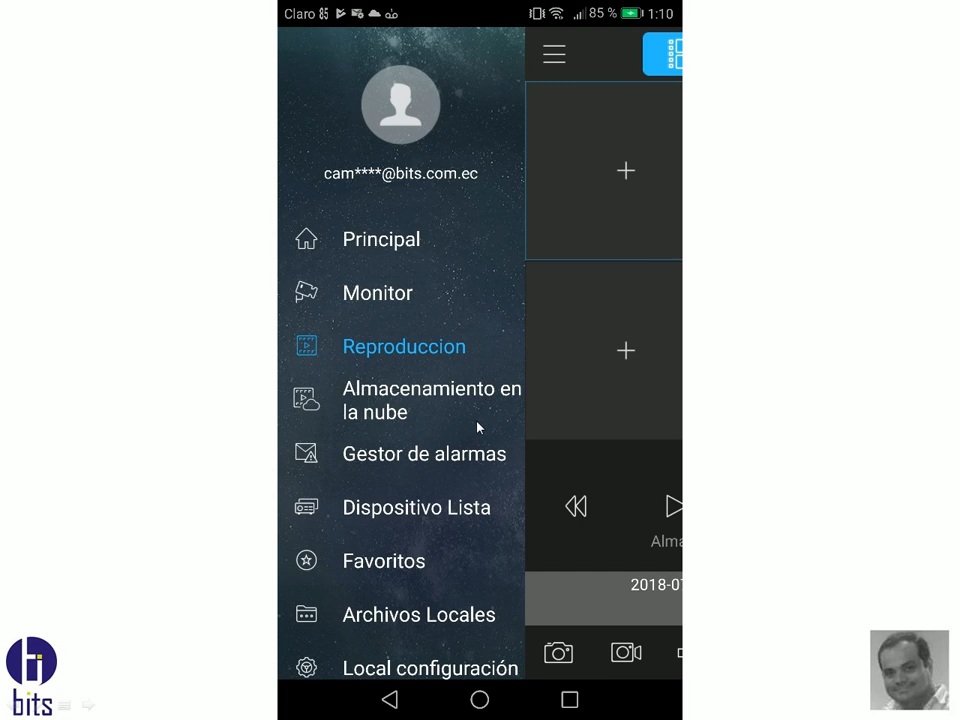 Claro 85 % 1:10
cam****@bits.com.ec
Principal
Monitor
Reproduccion
Almacenamiento en
la nube
Gestor de alarmas
Dispositivo Lista
Favoritos
Archivos Locales
Local configuración
Alma
2018-07
bits